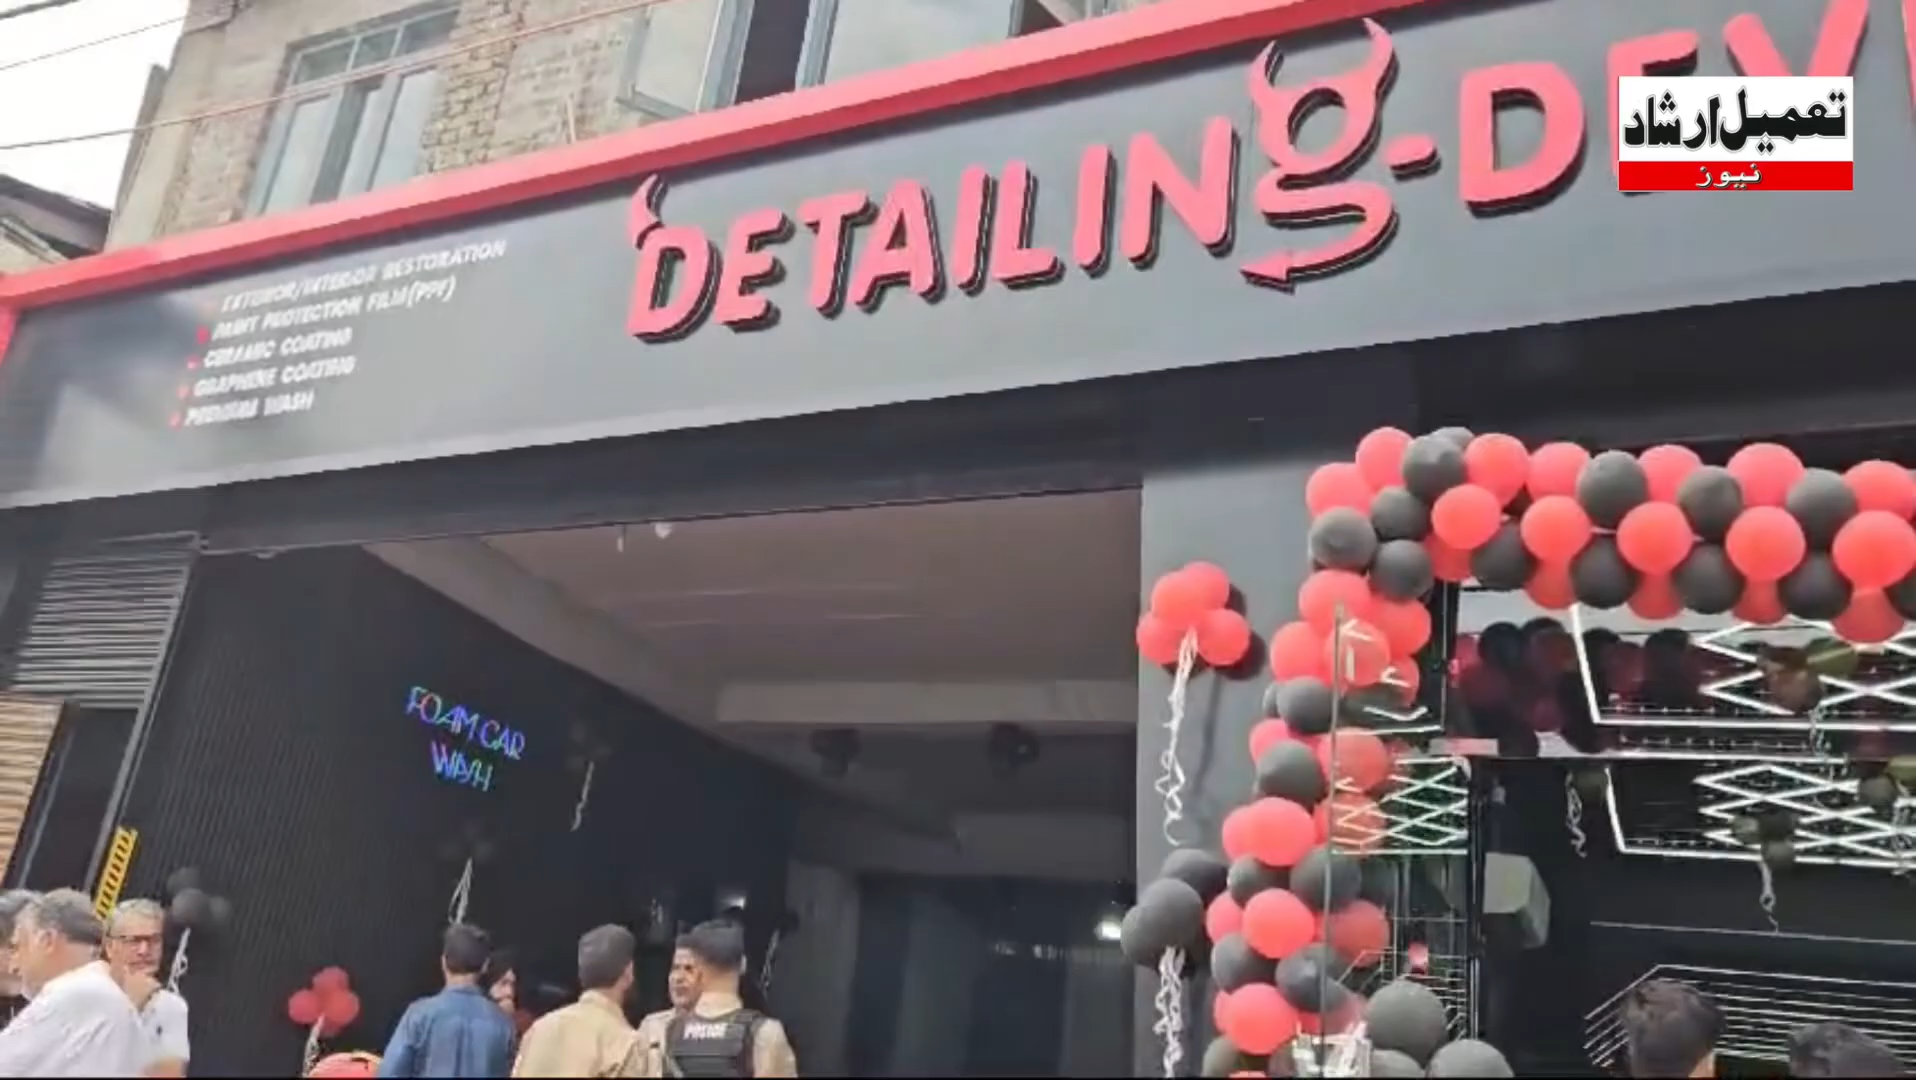 DETAILING-DEV
تعمیل ارشاد
نیوز
EXTERIOR/INTERIOR RESTORATION
PAINT PROTECTION FILM(PPF)
CERAMIC COATING
GRAPHENE COATING
PREMIUM WASH
FOAM CAR
WASH
POLICE